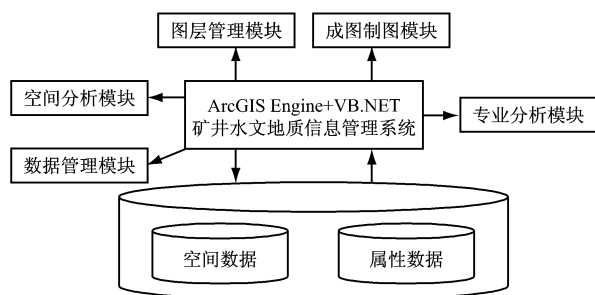 图层管理模块
成图制图模块
空间分析模块
ArcGIS Engine+VB.NET
矿井水文地质信息管理系统
专业分析模块
数据管理模块
空间数据
属性数据